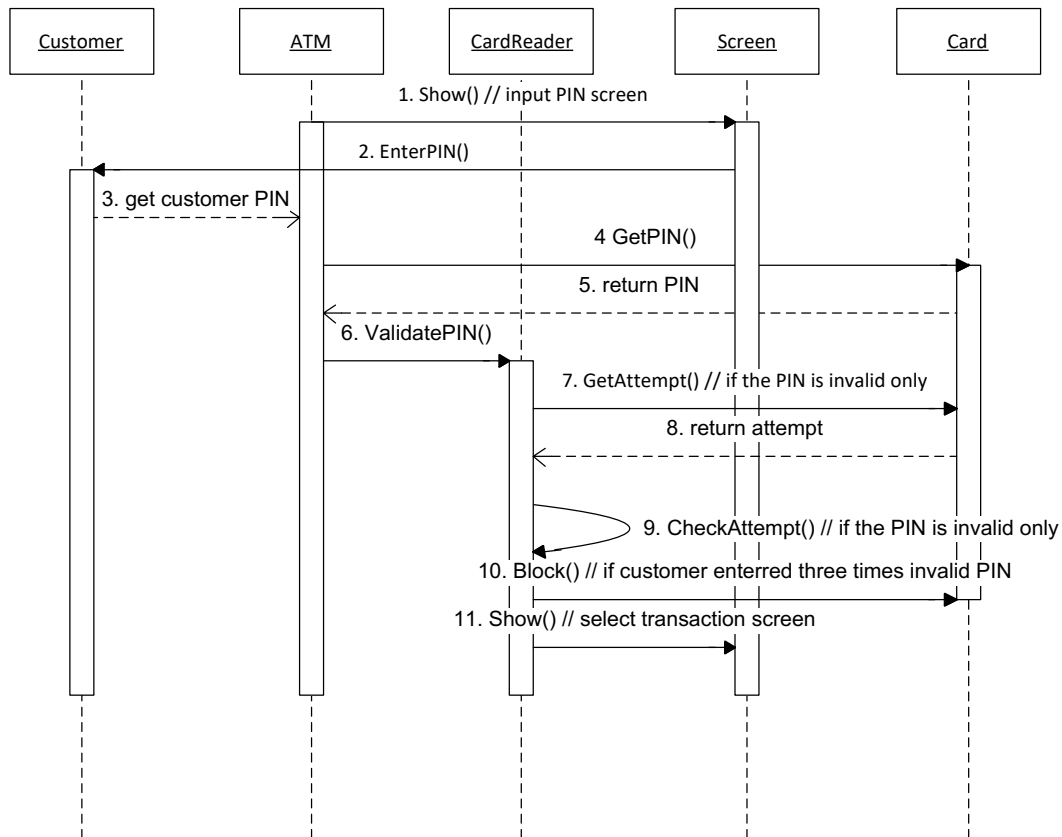 Customer
ATM
CardReader
Screen
Card
1. Show() // input PIN screen
2. EnterPIN()
3. get customer PIN
4 GetPIN()
5. return PIN
6. ValidatePIN()
7. GetAttempt() // if the PIN is invalid only
8. return attempt
9. CheckAttempt() // if the PIN is invalid only
10. Block() // if customer enterred three times invalid PIN
11. Show() // select transaction screen